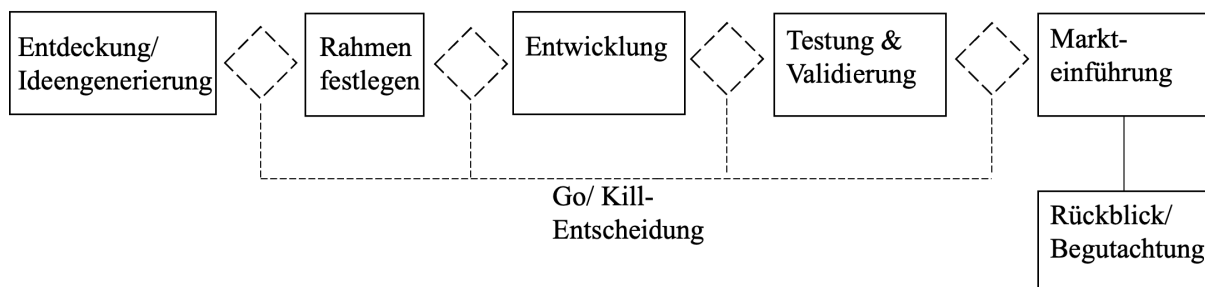 Entdeckung/
Ideengenerierung
Rahmen
festlegen
Entwicklung
Testung &
Validierung
Markt-
einführung
Go/ Kill-
Entscheidung
Rückblick/
Begutachtung